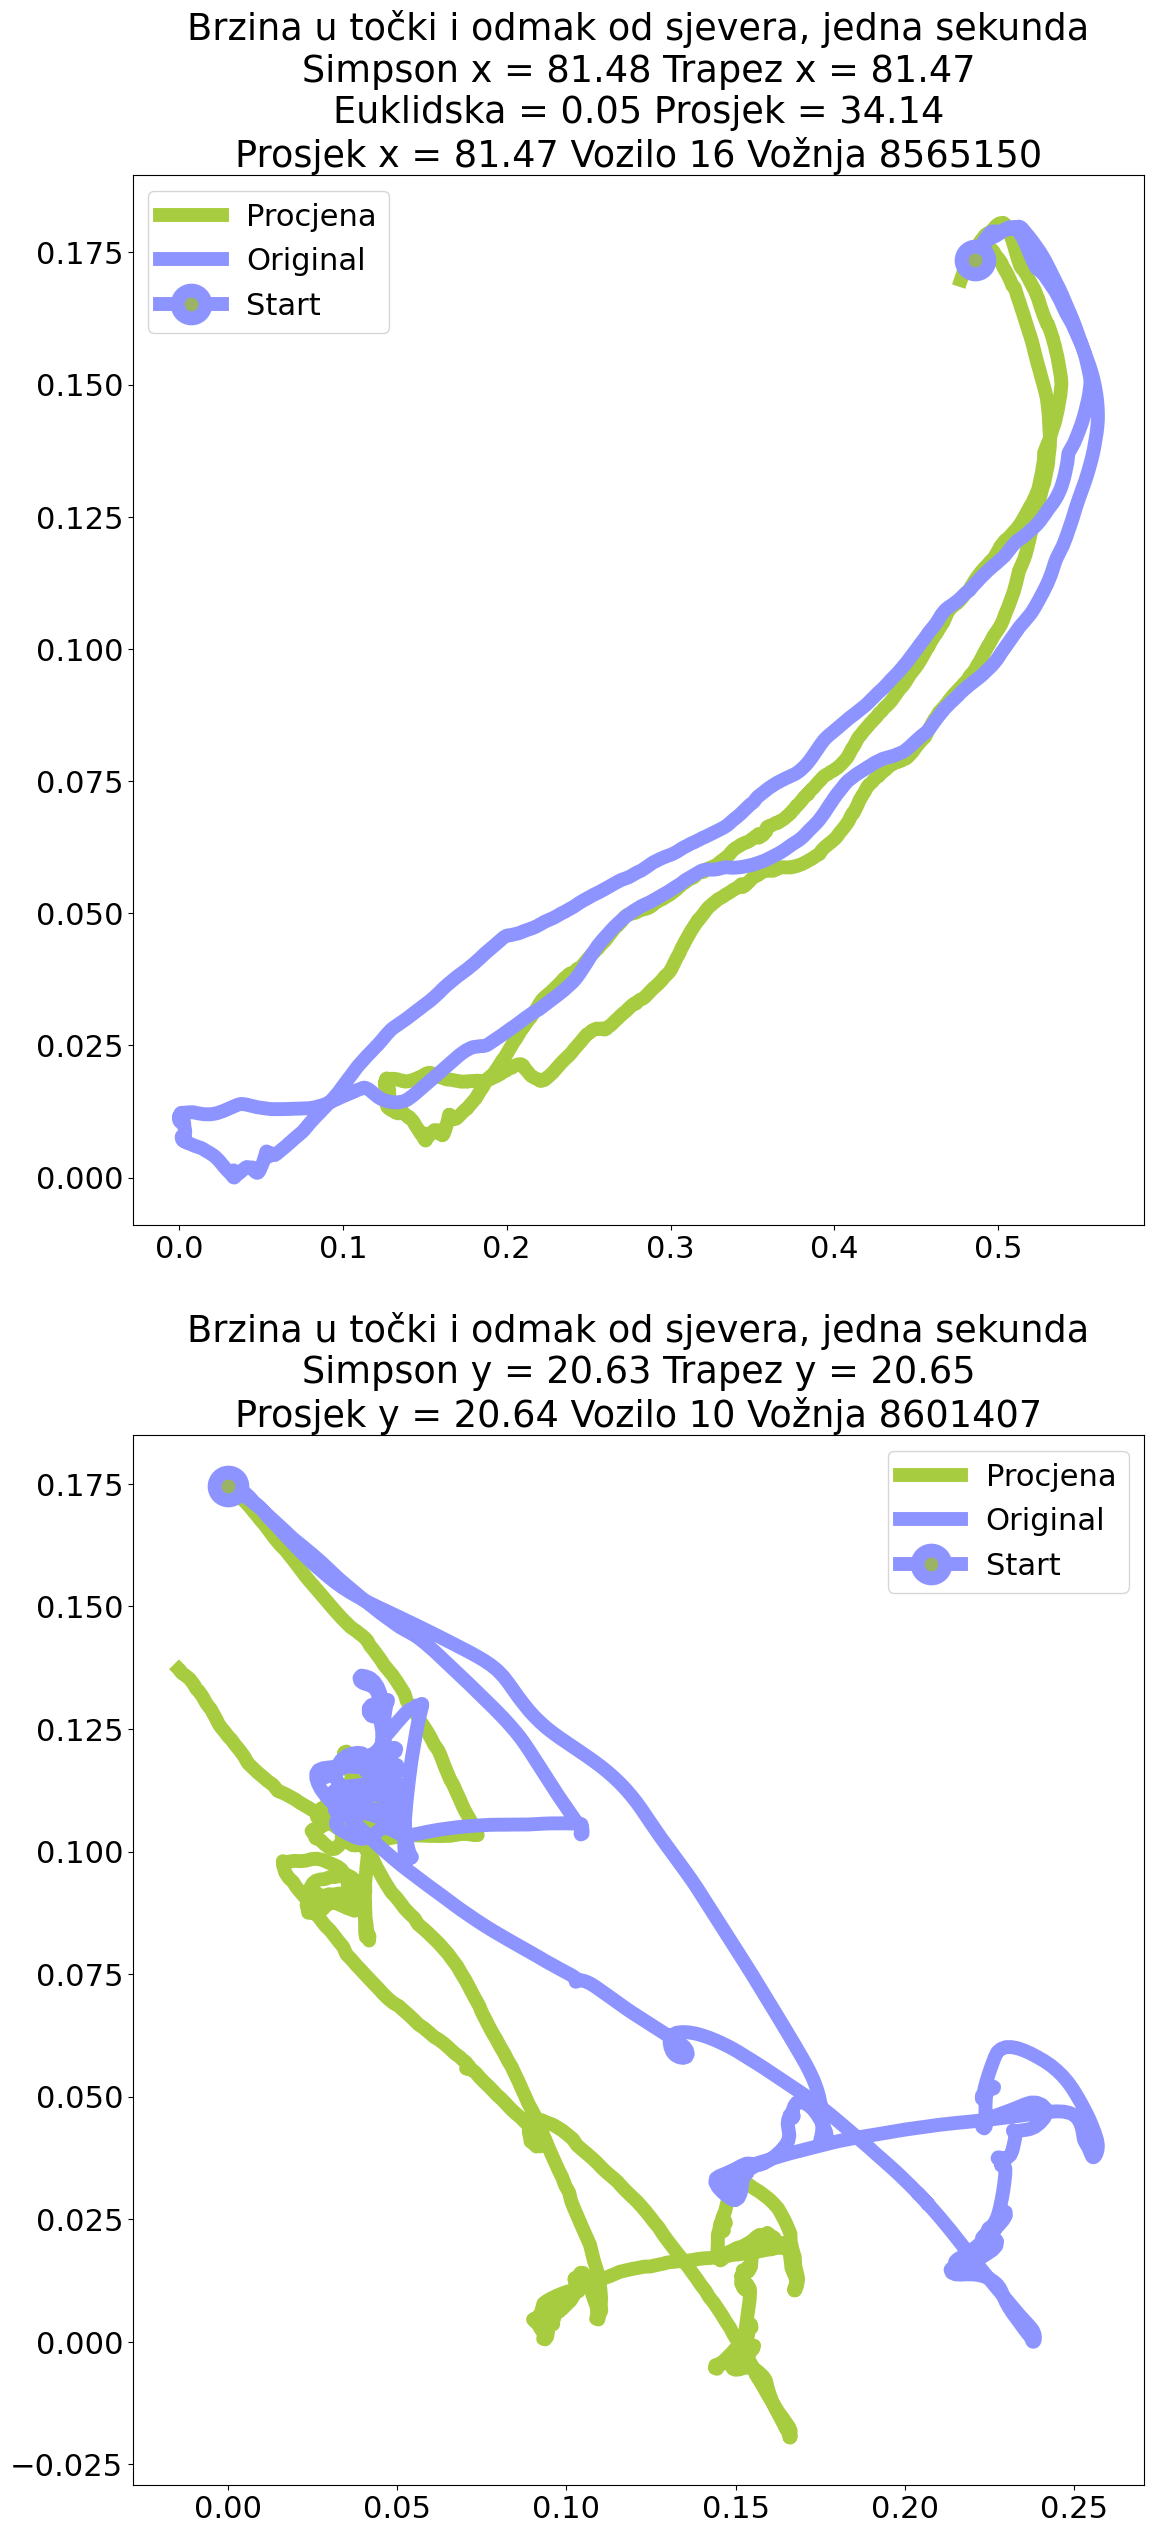 Brzina u točki i odmak od sjevera, jedna sekunda
Simpson x = 81.48 Trapez x = 81.47
Euklidska = 0.05 Prosjek = 34.14
Prosjek x = 81.47 Vozilo 16 Vožnja 8565150
Procjena
Original
Start
0.175
0.150
0.125
0.100
0.075
0.050
0.025
0.000
0.0 0.1 0.2 0.3 0.4 0.5
Brzina u točki i odmak od sjevera, jedna sekunda
Simpson y = 20.63 Trapez y = 20.65
Prosjek y = 20.64 Vozilo 10 Vožnja 8601407
Procjena
Original
Start
0.175
0.150
0.125
0.100
0.075
0.050
0.025
0.000
−0.025
0.00 0.05 0.10 0.15 0.20 0.25